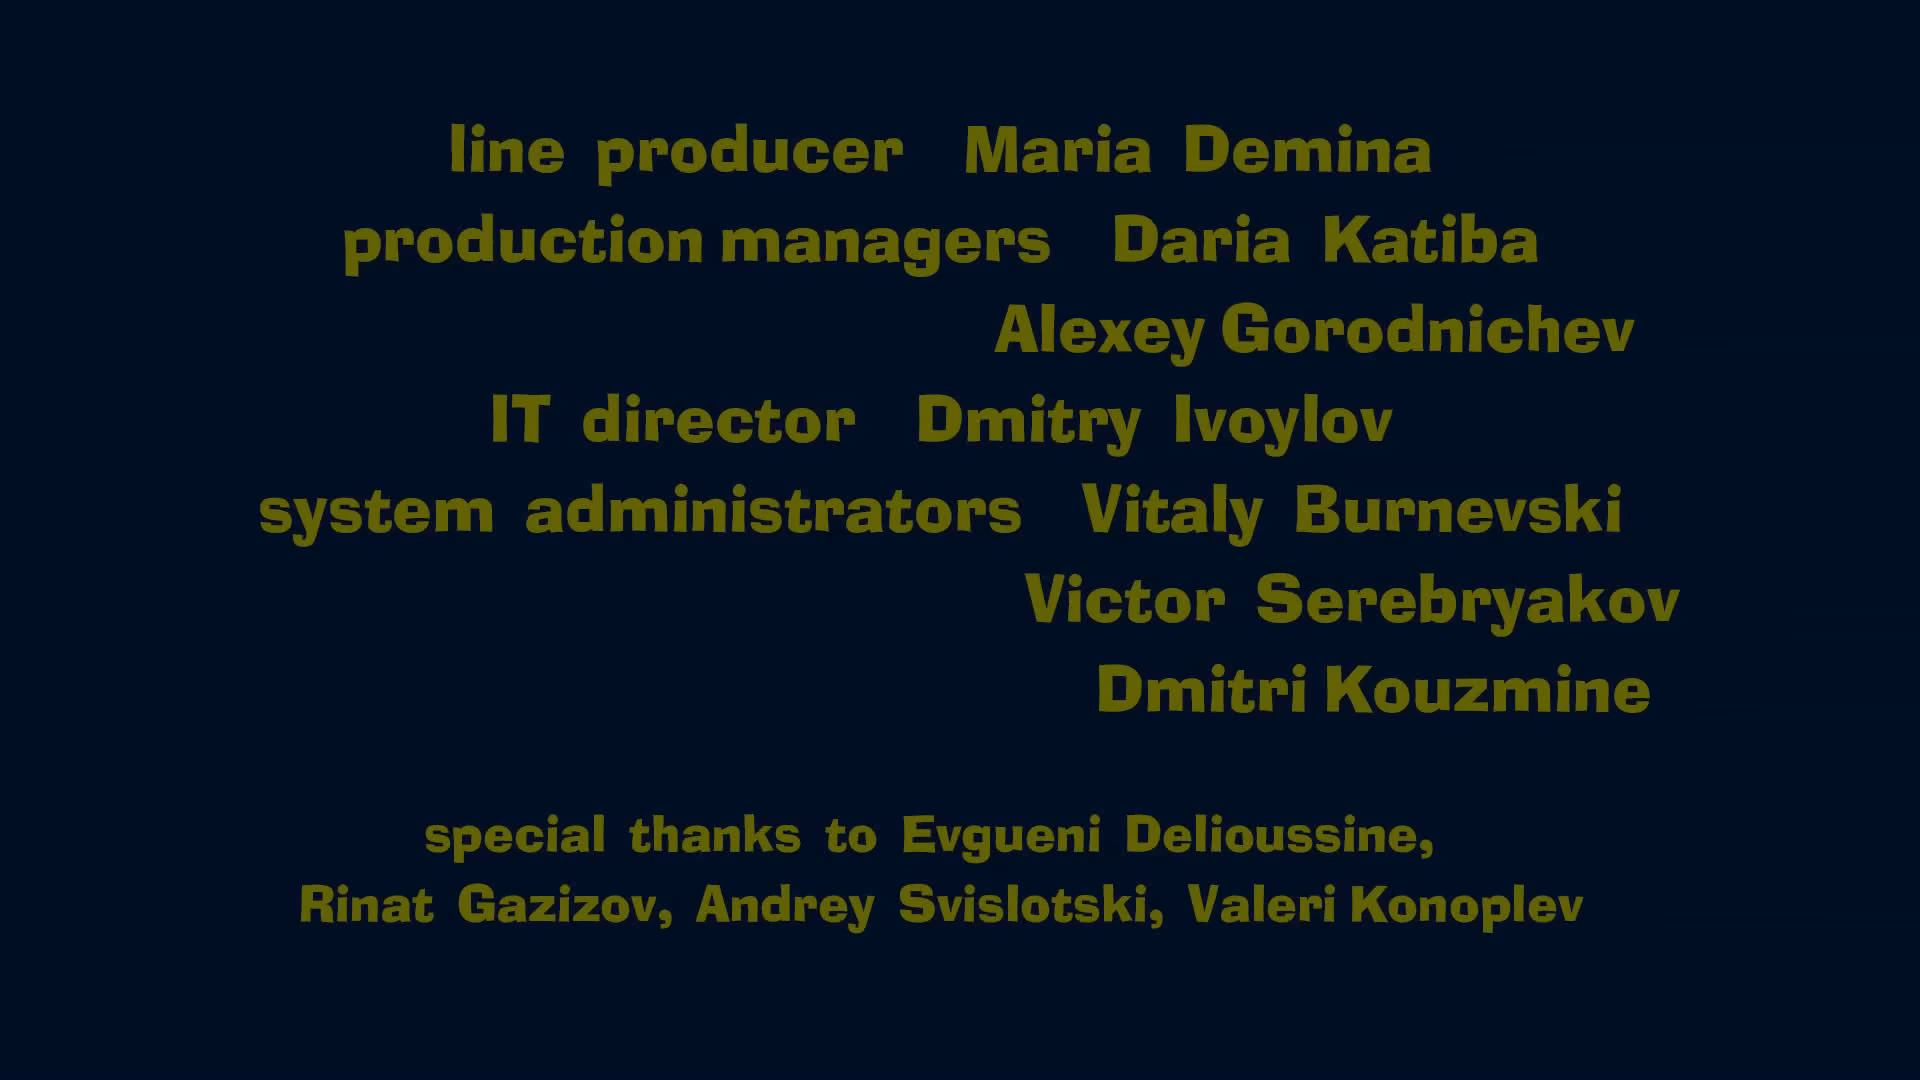 line producer Maria Demina
production managers Daria Katiba
Alexey Gorodnichev
IT director Dmitry Ivoylov
system administrators Vitaly Burnevski
Victor Serebryakov
Dmitri Kouzmine
special thanks to Evgueni Delioussine,
Rinat Gazizov, Andrey Svislotski, Valeri Konoplev